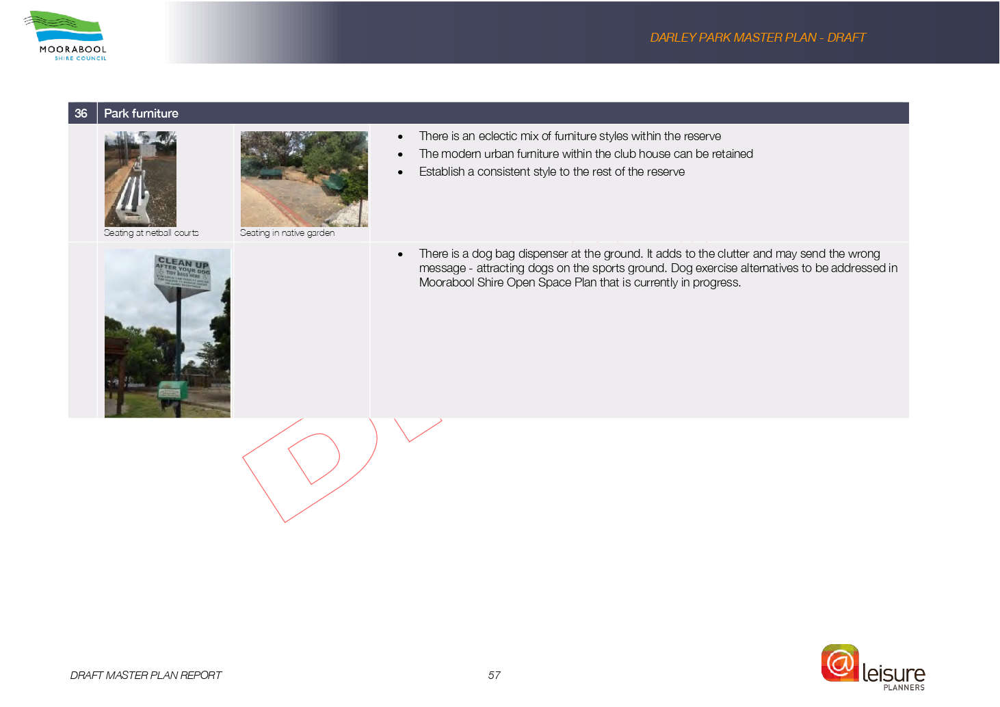 MOORABOOL
SHIRE COUNCIL
DARLEY PARK MASTER PLAN - DRAFT
36 Park furniture
Seating at netball courts
Seating in native garden
• There is an eclectic mix of furniture styles within the reserve
• The modern urban furniture within the club house can be retained
• Establish a consistent style to the rest of the reserve
CLEAN UP
AFTER YOUR DOG
TIDY BAGS HERE
• There is a dog bag dispenser at the ground. It adds to the clutter and may send the wrong
message - attracting dogs on the sports ground. Dog exercise alternatives to be addressed in
Moorabool Shire Open Space Plan that is currently in progress.
DRAFT MASTER PLAN REPORT
57
@leisure
PLANNERS